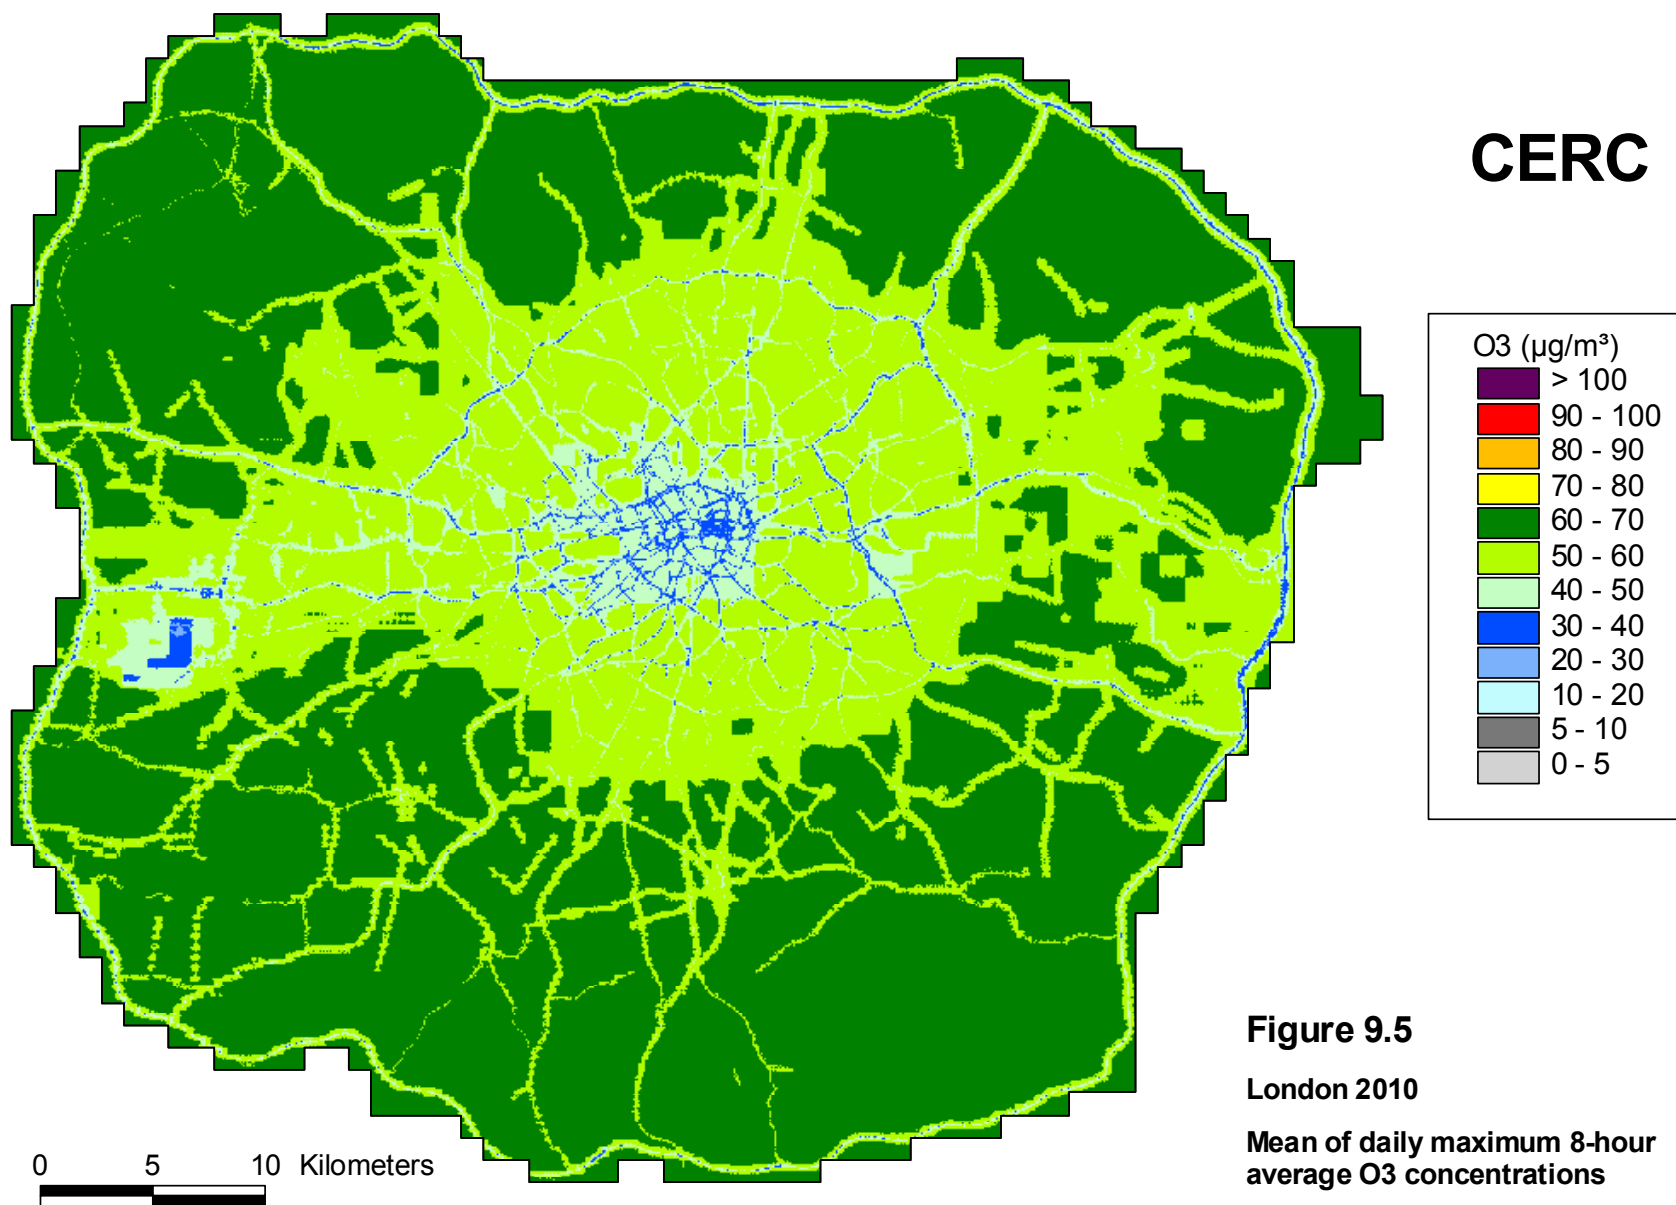 CERC
O3 (µg/m³)
> 100
90 - 100
80 - 90
70 - 80
60 - 70
50 - 60
40 - 50
30 - 40
20 - 30
10 - 20
5 - 10
0 - 5
Figure 9.5
London 2010
Mean of daily maximum 8-hour
average O3 concentrations
0 5 10 Kilometers